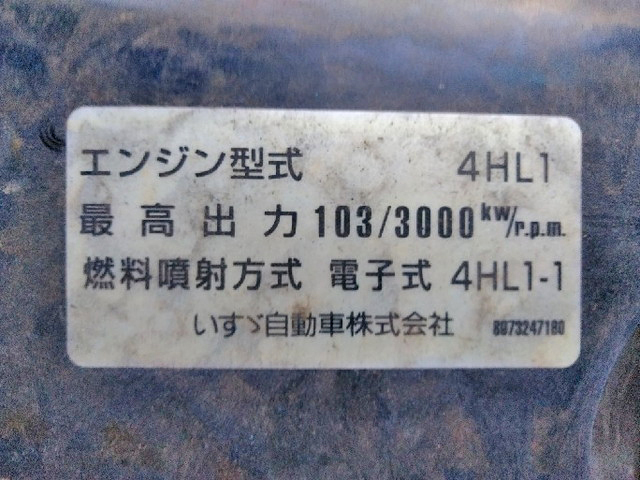 エンジン型式 4HL1
最高出力 103/3000 kw/r.p.m.
燃料噴射方式 電子式 4HL1-1
いすゞ自動車株式会社 8973247180